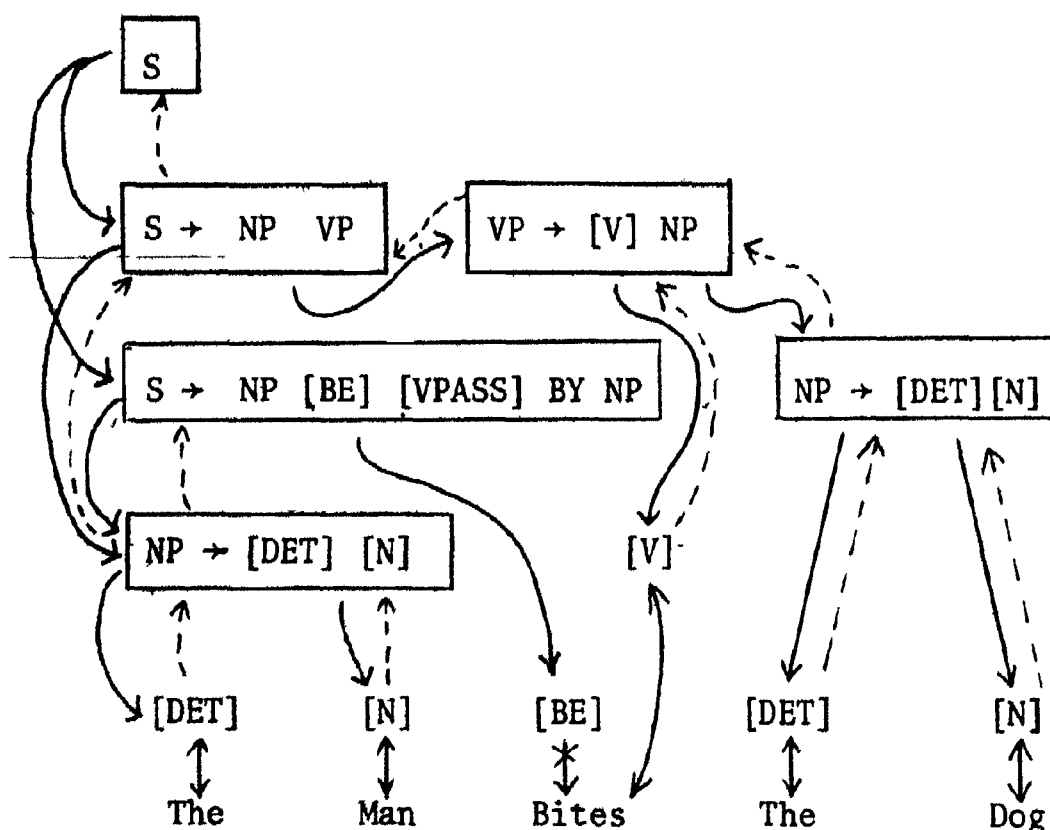 S
S → NP VP
VP → [V] NP
S → NP [BE] [VPASS] BY NP
NP → [DET] [N]
NP → [DET] [N]
[V]
[DET] [N] [BE] [DET] [N]
The Man Bites The Dog